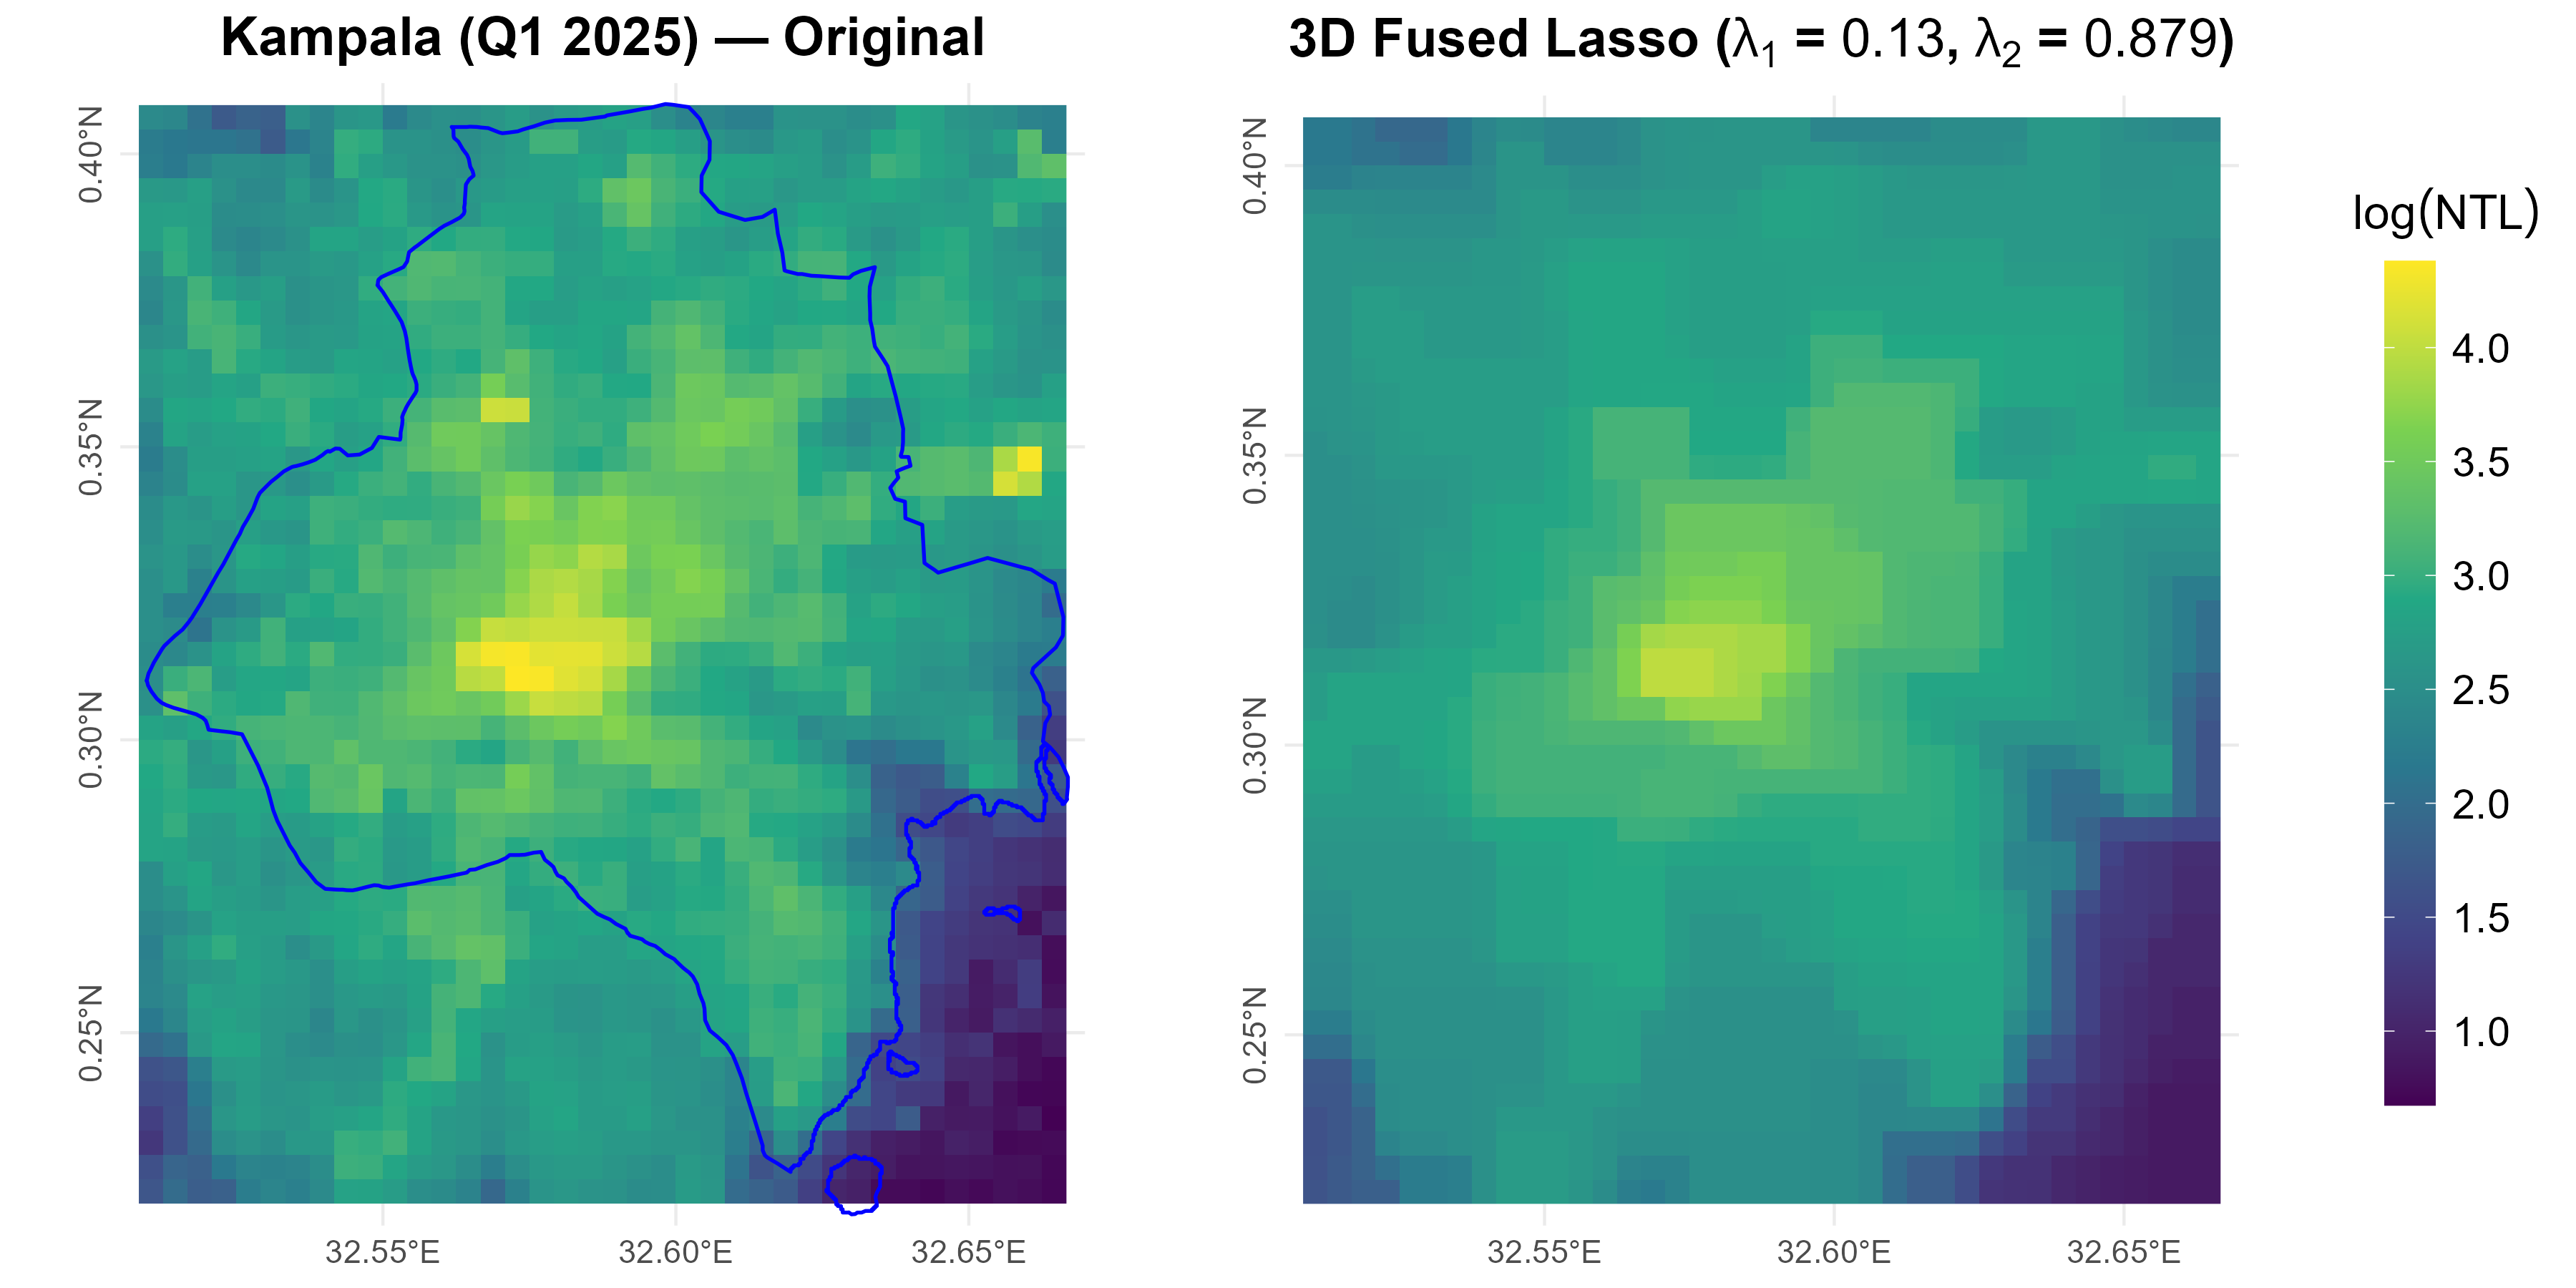 Kampala (Q1 2025) — Original
3D Fused Lasso (λ₁ = 0.13, λ₂ = 0.879)
0.40°N
0.35°N
0.30°N
0.25°N
32.55°E
32.60°E
32.65°E
0.40°N
0.35°N
0.30°N
0.25°N
32.55°E
32.60°E
32.65°E
log(NTL)
4.0
3.5
3.0
2.5
2.0
1.5
1.0